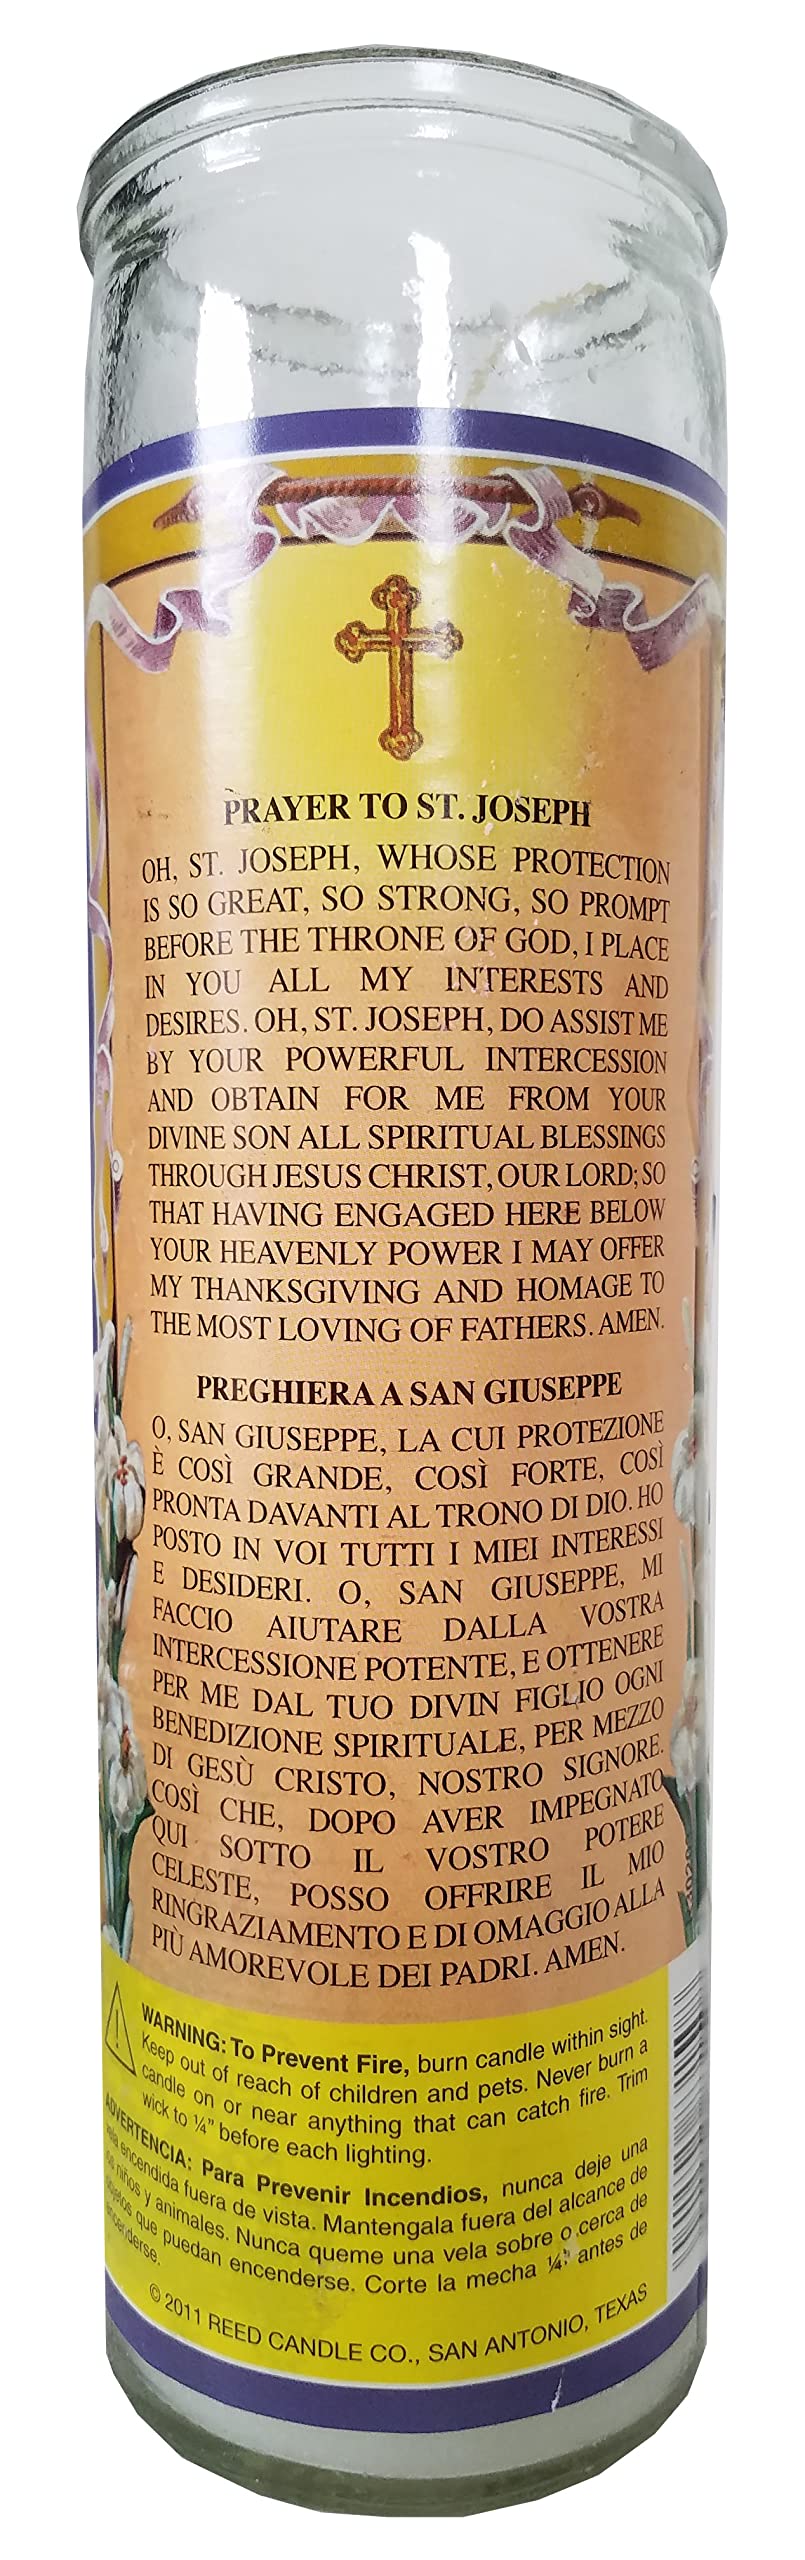 PRAYER TO ST. JOSEPH
OH, ST. JOSEPH, WHOSE PROTECTION
IS SO GREAT, SO STRONG, SO PROMPT
BEFORE THE THRONE OF GOD, I PLACE
IN YOU ALL MY INTERESTS AND
DESIRES. OH, ST. JOSEPH, DO ASSIST ME
BY YOUR POWERFUL INTERCESSION
AND OBTAIN FOR ME FROM YOUR
DIVINE SON ALL SPIRITUAL BLESSINGS
THROUGH JESUS CHRIST, OUR LORD; SO
THAT HAVING ENGAGED HERE BELOW
YOUR HEAVENLY POWER I MAY OFFER
MY THANKSGIVING AND HOMAGE TO
THE MOST LOVING OF FATHERS. AMEN.
PREGHIERA A SAN GIUSEPPE
O, SAN GIUSEPPE, LA CUI PROTEZIONE
È COSÌ GRANDE, COSÌ FORTE, COSÌ
PRONTA DAVANTI AL TRONO DI DIO. HO
POSTO IN VOI TUTTI I MIEI INTERESSI
E DESIDERI. O, SAN GIUSEPPE, MI
FACCIO AIUTARE DALLA VOSTRA
INTERCESSIONE POTENTE, E OTTENERE
PER ME DAL TUO DIVIN FIGLIO OGNI
BENEDIZIONE SPIRITUALE, PER MEZZO
DI GESÙ CRISTO, NOSTRO SIGNORE.
COSÌ CHE, DOPO AVER IMPEGNATO
QUI SOTTO IL VOSTRO POTERE
CELESTE, POSSO OFFRIRE IL MIO
RINGRAZIAMENTO E DI OMAGGIO ALLA
PIÙ AMOREVOLE DEI PADRI. AMEN.
WARNING: To Prevent Fire, burn candle within sight.
Keep out of reach of children and pets. Never burn a
candle on or near anything that can catch fire. Trim
wick to ¼" before each lighting.
ADVERTENCIA: Para Prevenir Incendios, nunca deje una
vela encendida fuera de vista. Mantengala fuera del alcance de
los niños y animales. Nunca queme una vela sobre o cerca de
objetos que puedan encenderse. Corte la mecha ¼" antes de
encenderse.
© 2011 REED CANDLE CO., SAN ANTONIO, TEXAS